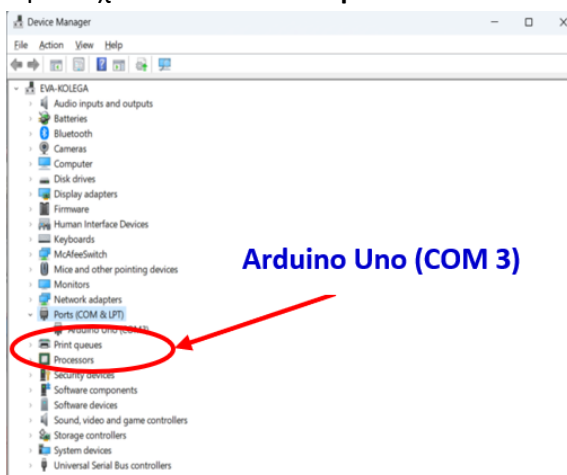 Device Manager
File Action View Help
EVA-KOLEGA
Audio inputs and outputs
Batteries
Bluetooth
Cameras
Computer
Disk drives
Display adapters
Firmware
Human Interface Devices
Keyboards
McAfeeSwitch
Mice and other pointing devices
Monitors
Network adapters
Ports (COM & LPT)
Arduino Uno (COM3)
Print queues
Processors
Security devices
Software components
Software devices
Sound, video and game controllers
Storage controllers
System devices
Universal Serial Bus controllers
Arduino Uno (COM 3)